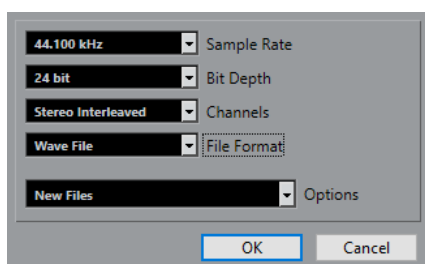 44.100 kHz Sample Rate
24 bit Bit Depth
Stereo Interleaved Channels
Wave File File Format
New Files Options
OK Cancel